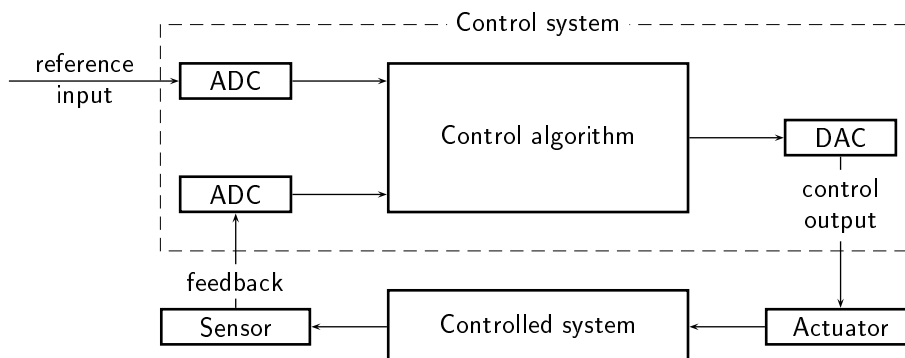 Control system
reference
input
ADC
Control algorithm
DAC
ADC
control
output
feedback
Sensor
Controlled system
Actuator